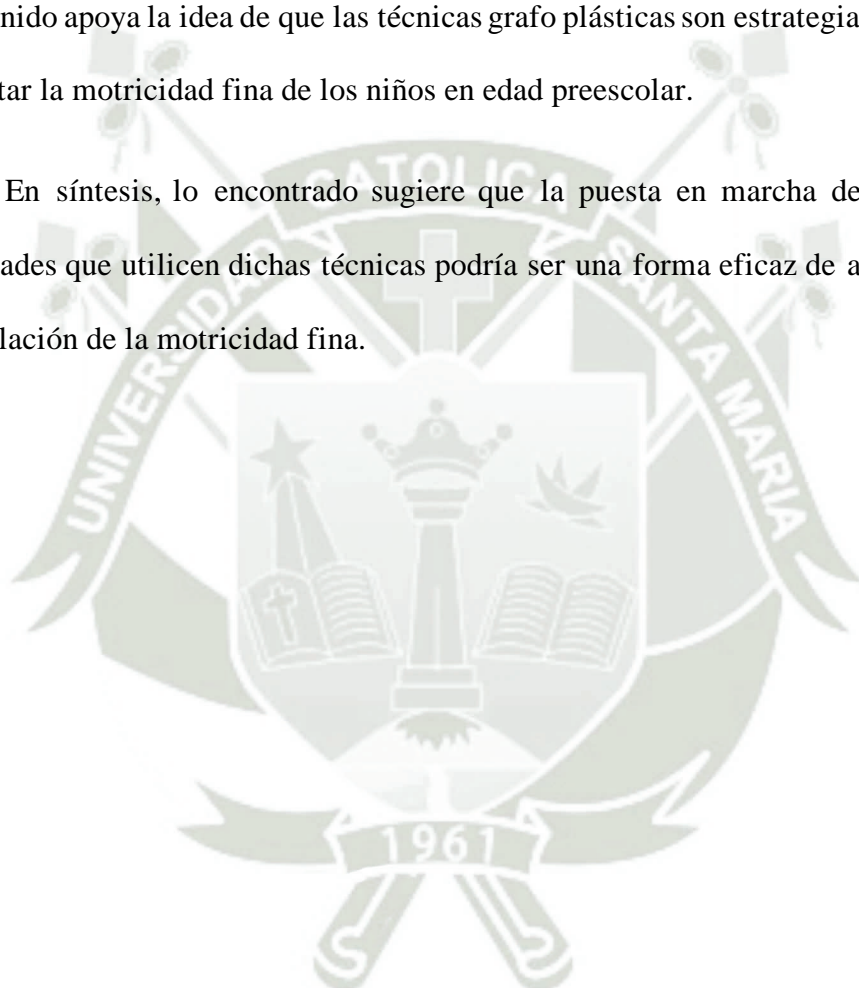 nido apoya la idea de que las técnicas grafo plásticas son estrategia
tar la motricidad fina de los niños en edad preescolar.
En síntesis, lo encontrado sugiere que la puesta en marcha de
ades que utilicen dichas técnicas podría ser una forma eficaz de a
lación de la motricidad fina.
UNIVERSIDAD CATOLICA SANTA MARIA
1961